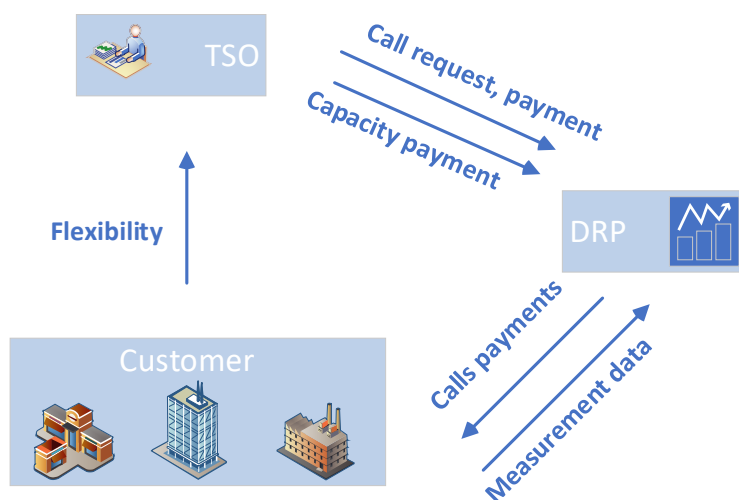 TSO
Call request, payment
Capacity payment
Flexibility
DRP
Customer
Calls payments
Measurement data